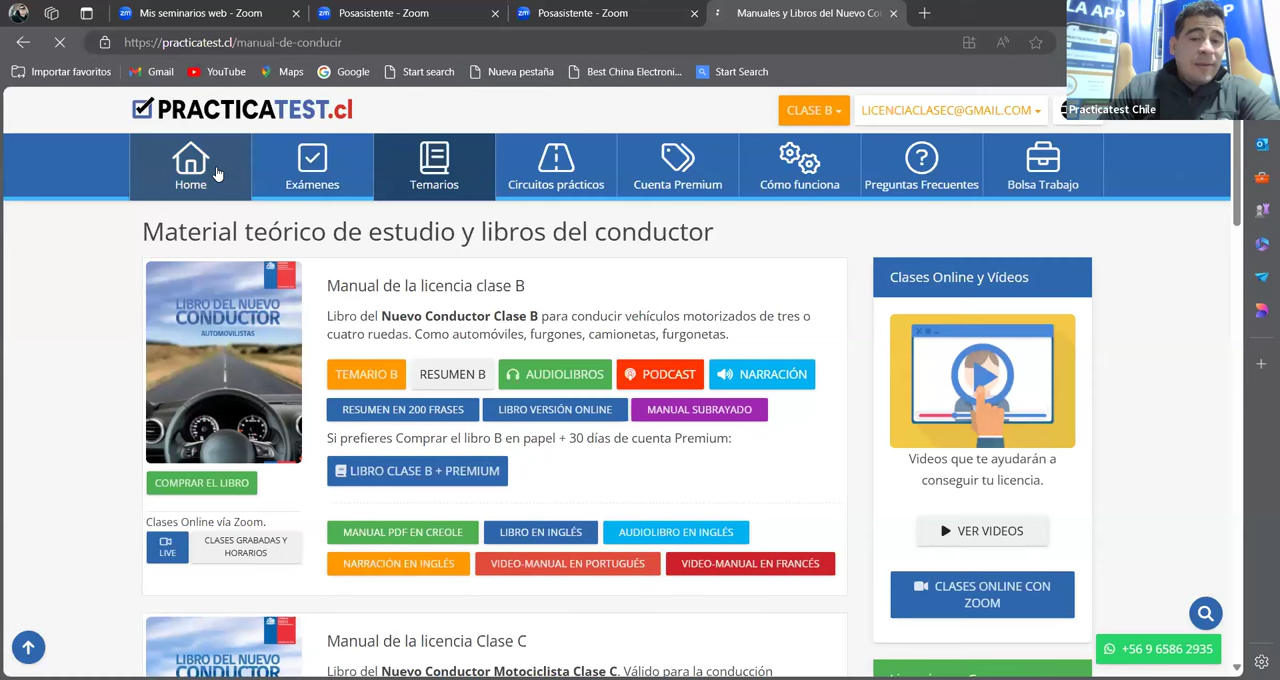 zm Mis seminarios web - Zoom
zm Posasistente - Zoom
zm Posasistente - Zoom
Manuales y Libros del Nuevo Co
LA APP
https://practicatest.cl/manual-de-conducir
Importar favoritos
Gmail
YouTube
Maps
Google
Start search
Nueva pestaña
Best China Electroni...
Start Search
Practicatest Chile
PRACTICATEST.cl
CLASE B
LICENCIACLASEC@GMAIL.COM
Home
Exámenes
Temarios
Circuitos prácticos
Cuenta Premium
Cómo funciona
Preguntas Frecuentes
Bolsa Trabajo
Material teórico de estudio y libros del conductor
LIBRO DEL NUEVO
CONDUCTOR
AUTOMOVILISTAS
COMPRAR EL LIBRO
Clases Online vía Zoom.
LIVE
CLASES GRABADAS Y
HORARIOS
Manual de la licencia clase B
Libro del Nuevo Conductor Clase B para conducir vehículos motorizados de tres o
cuatro ruedas. Como automóviles, furgones, camionetas, furgonetas.
TEMARIO B
RESUMEN B
AUDIOLIBROS
PODCAST
NARRACIÓN
RESUMEN EN 200 FRASES
LIBRO VERSIÓN ONLINE
MANUAL SUBRAYADO
Si prefieres Comprar el libro B en papel + 30 días de cuenta Premium:
LIBRO CLASE B + PREMIUM
MANUAL PDF EN CREOLE
LIBRO EN INGLÉS
AUDIOLIBRO EN INGLÉS
NARRACIÓN EN INGLÉS
VIDEO-MANUAL EN PORTUGUÉS
VIDEO-MANUAL EN FRANCÉS
Clases Online y Vídeos
Videos que te ayudarán a
conseguir tu licencia.
VER VIDEOS
CLASES ONLINE CON
ZOOM
LIBRO DEL NUEVO
Manual de la licencia Clase C
Libro del Nuevo Conductor Motociclista Clase C. Válido para la conducción
+56 9 6586 2935